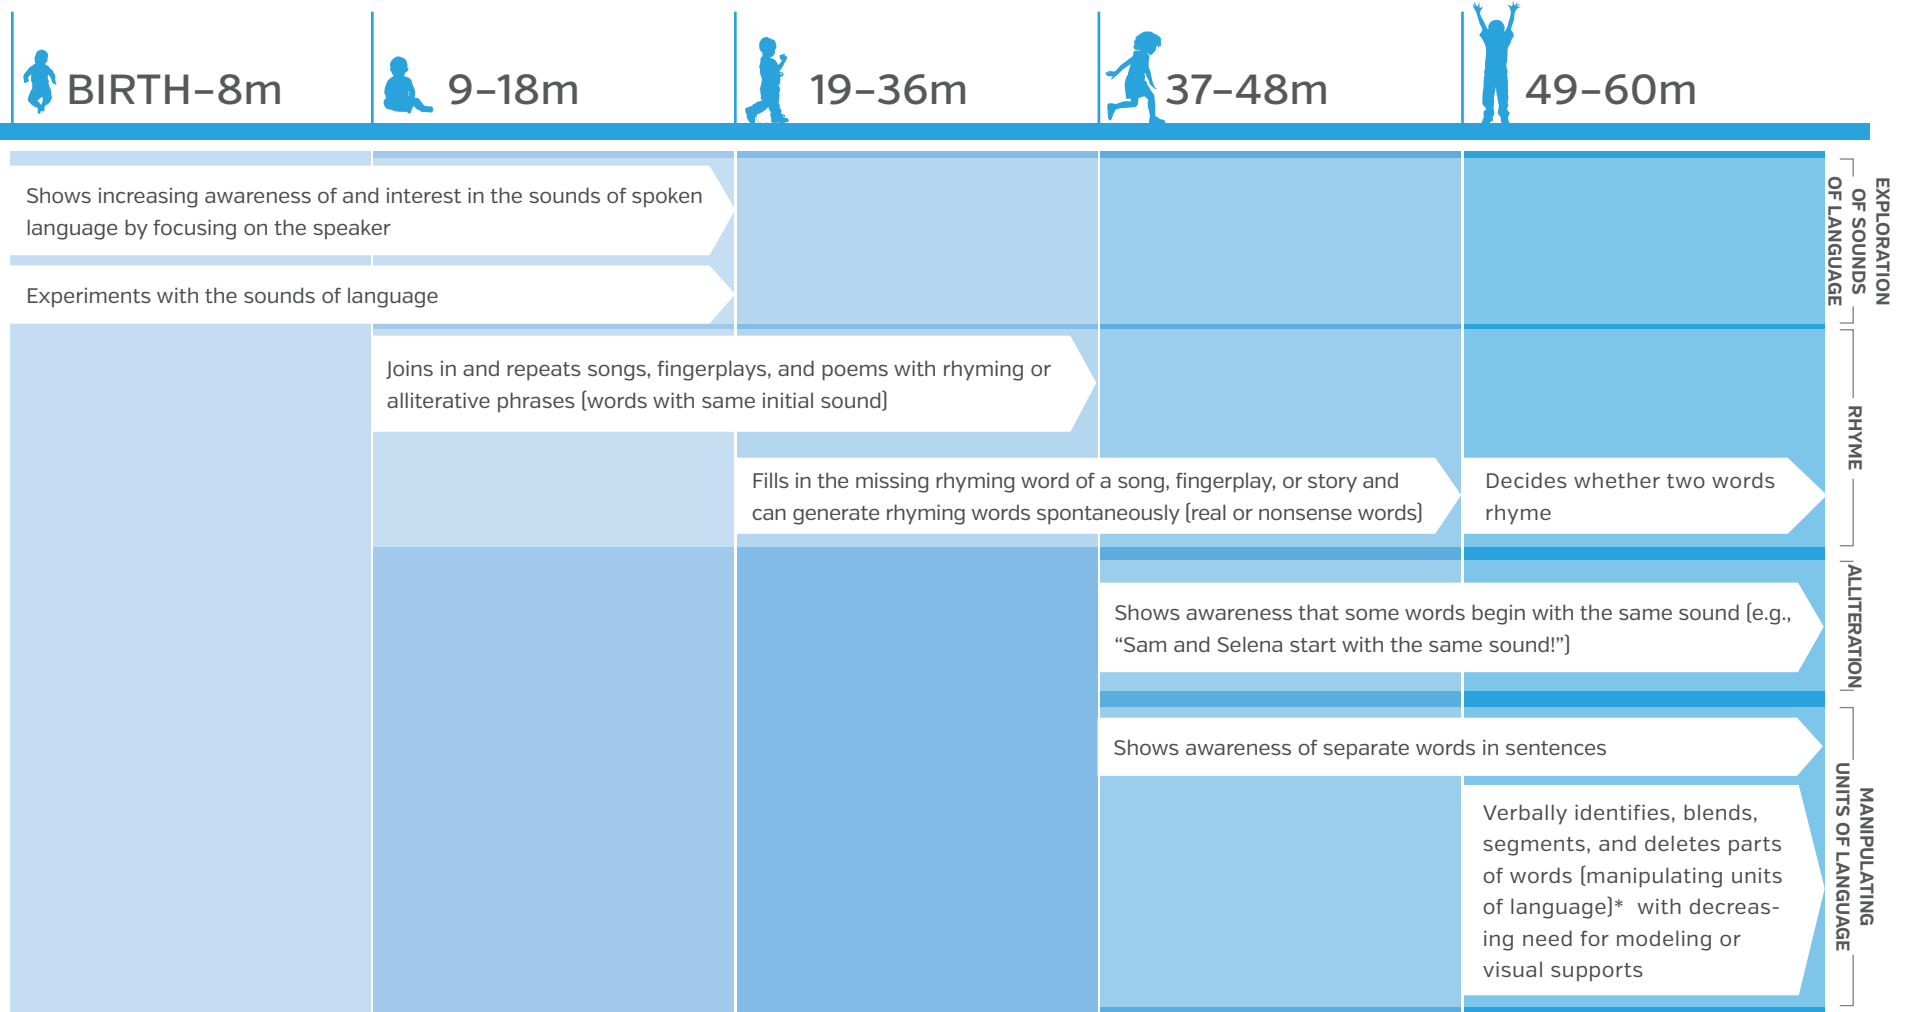 BIRTH–8m
9–18m
19–36m
37–48m
49–60m
Shows increasing awareness of and interest in the sounds of spoken
language by focusing on the speaker
Experiments with the sounds of language
EXPLORATION
OF SOUNDS
OF LANGUAGE
Joins in and repeats songs, fingerplays, and poems with rhyming or
alliterative phrases (words with same initial sound)
Fills in the missing rhyming word of a song, fingerplay, or story and
can generate rhyming words spontaneously (real or nonsense words)
Decides whether two words
rhyme
RHYME
Shows awareness that some words begin with the same sound (e.g.,
“Sam and Selena start with the same sound!”)
ALLITERATION
Shows awareness of separate words in sentences
Verbally identifies, blends,
segments, and deletes parts
of words (manipulating units
of language)* with decreas-
ing need for modeling or
visual supports
MANIPULATING
UNITS OF LANGUAGE